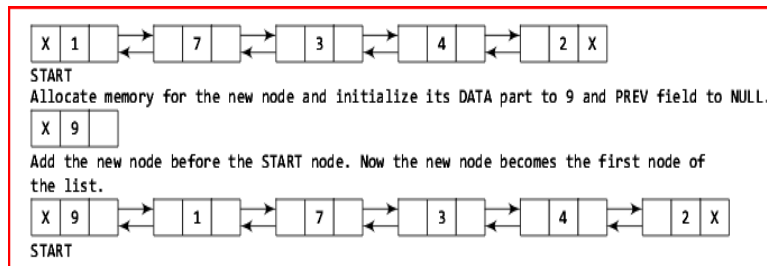 X 1 7 3 4 2 X
START
Allocate memory for the new node and initialize its DATA part to 9 and PREV field to NULL.
X 9
Add the new node before the START node. Now the new node becomes the first node of
the list.
X 9 1 7 3 4 2 X
START